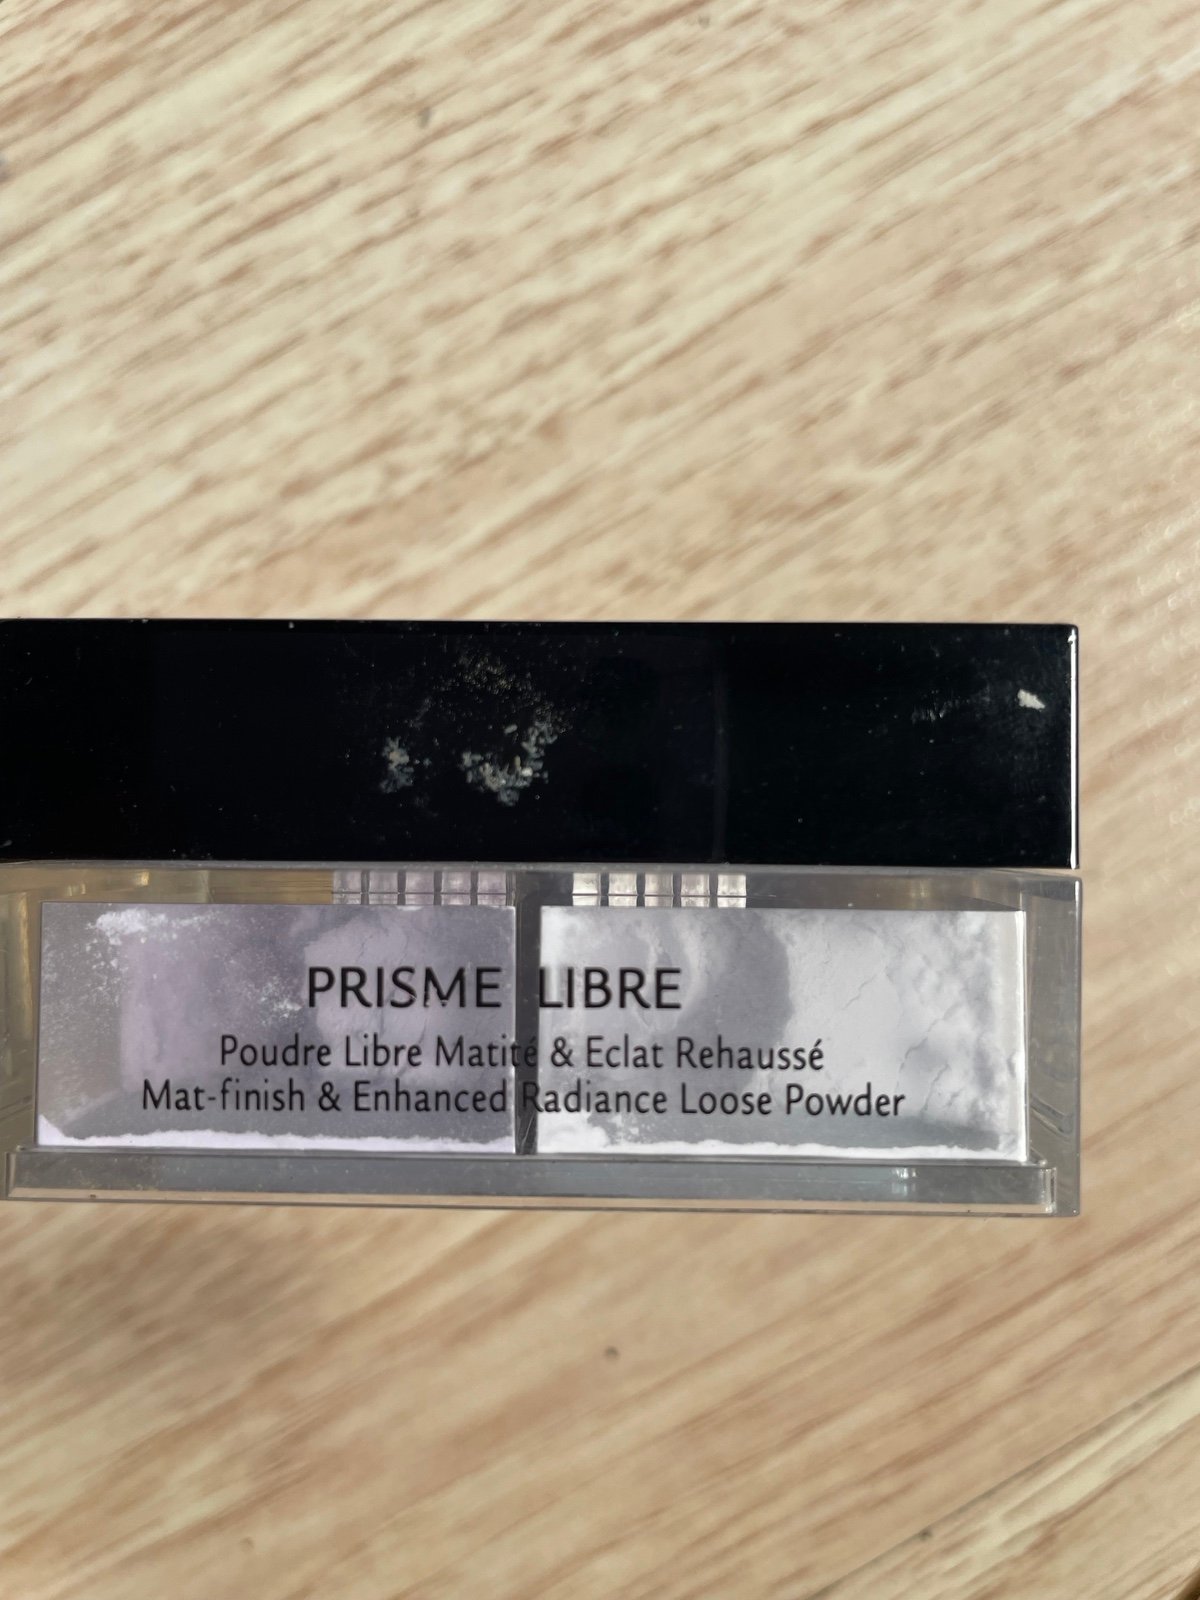 PRISME LIBRE
Poudre Libre Matité & Eclat Rehaussé
Mat-finish & Enhanced Radiance Loose Powder